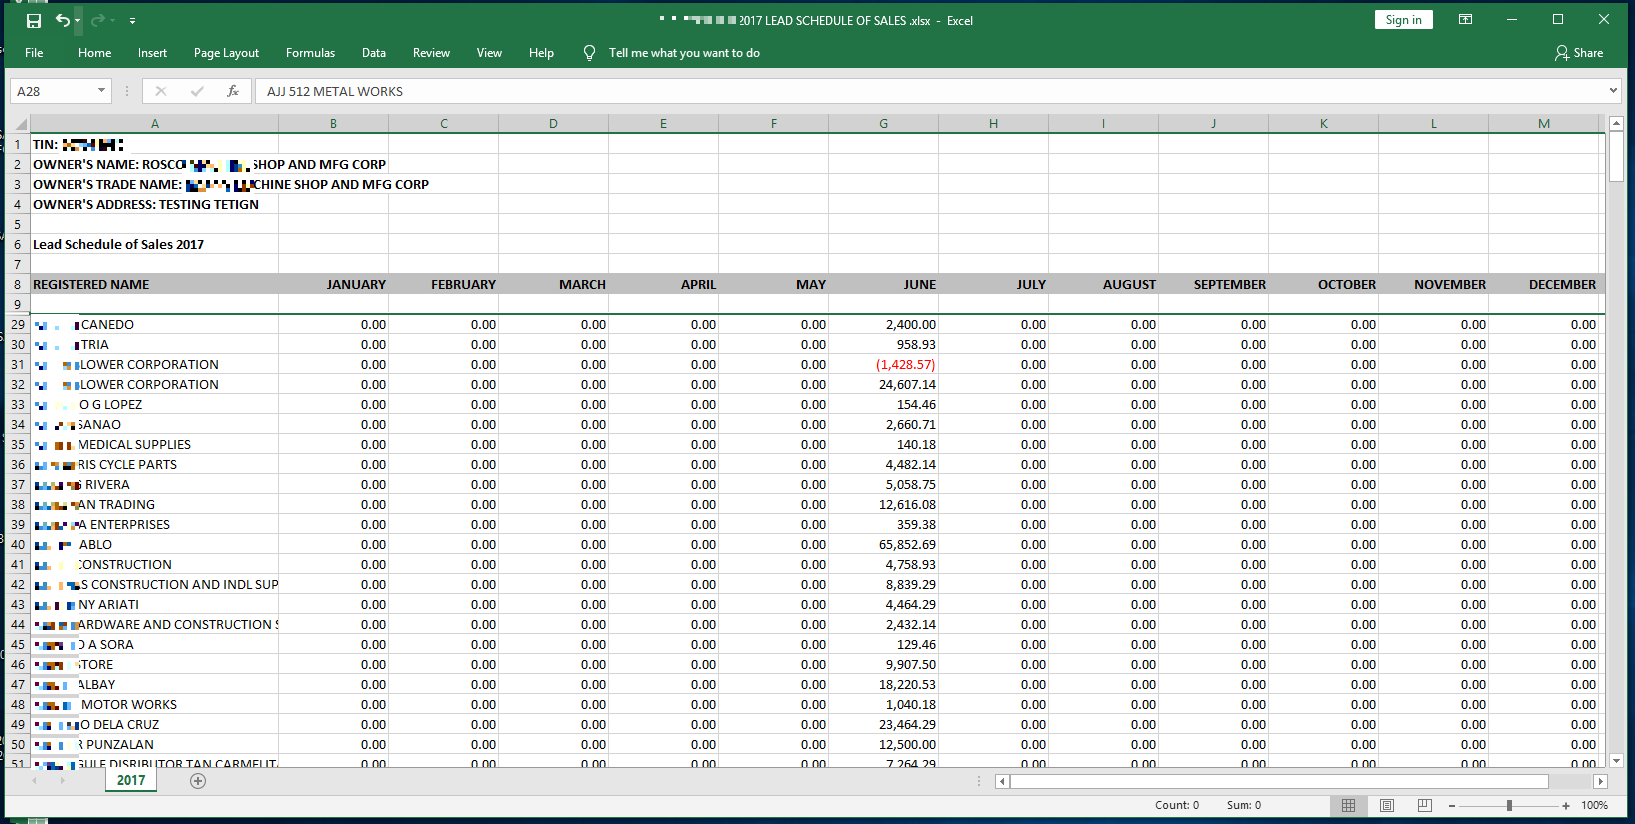 2017 LEAD SCHEDULE OF SALES .xlsx - Excel
Sign in
File Home Insert Page Layout Formulas Data Review View Help Tell me what you want to do Share
A28 fx AJJ 512 METAL WORKS
A B C D E F G H I J K L M
1 TIN:
2 OWNER'S NAME: ROSCO SHOP AND MFG CORP
3 OWNER'S TRADE NAME: CHINE SHOP AND MFG CORP
4 OWNER'S ADDRESS: TESTING TETIGN
5
6 Lead Schedule of Sales 2017
7
8 REGISTERED NAME JANUARY FEBRUARY MARCH APRIL MAY JUNE JULY AUGUST SEPTEMBER OCTOBER NOVEMBER DECEMBER
9
29 CANEDO 0.00 0.00 0.00 0.00 0.00 2,400.00 0.00 0.00 0.00 0.00 0.00 0.00
30 TRIA 0.00 0.00 0.00 0.00 0.00 958.93 0.00 0.00 0.00 0.00 0.00 0.00
31 LOWER CORPORATION 0.00 0.00 0.00 0.00 0.00 (1,428.57) 0.00 0.00 0.00 0.00 0.00 0.00
32 LOWER CORPORATION 0.00 0.00 0.00 0.00 0.00 24,607.14 0.00 0.00 0.00 0.00 0.00 0.00
33 O G LOPEZ 0.00 0.00 0.00 0.00 0.00 154.46 0.00 0.00 0.00 0.00 0.00 0.00
34 SANAO 0.00 0.00 0.00 0.00 0.00 2,660.71 0.00 0.00 0.00 0.00 0.00 0.00
35 MEDICAL SUPPLIES 0.00 0.00 0.00 0.00 0.00 140.18 0.00 0.00 0.00 0.00 0.00 0.00
36 RIS CYCLE PARTS 0.00 0.00 0.00 0.00 0.00 4,482.14 0.00 0.00 0.00 0.00 0.00 0.00
37 G RIVERA 0.00 0.00 0.00 0.00 0.00 5,058.75 0.00 0.00 0.00 0.00 0.00 0.00
38 AN TRADING 0.00 0.00 0.00 0.00 0.00 12,616.08 0.00 0.00 0.00 0.00 0.00 0.00
39 A ENTERPRISES 0.00 0.00 0.00 0.00 0.00 359.38 0.00 0.00 0.00 0.00 0.00 0.00
40 ABLO 0.00 0.00 0.00 0.00 0.00 65,852.69 0.00 0.00 0.00 0.00 0.00 0.00
41 CONSTRUCTION 0.00 0.00 0.00 0.00 0.00 4,758.93 0.00 0.00 0.00 0.00 0.00 0.00
42 S CONSTRUCTION AND INDL SUP 0.00 0.00 0.00 0.00 0.00 8,839.29 0.00 0.00 0.00 0.00 0.00 0.00
43 NY ARIATI 0.00 0.00 0.00 0.00 0.00 4,464.29 0.00 0.00 0.00 0.00 0.00 0.00
44 ARDWARE AND CONSTRUCTION S 0.00 0.00 0.00 0.00 0.00 2,432.14 0.00 0.00 0.00 0.00 0.00 0.00
45 O A SORA 0.00 0.00 0.00 0.00 0.00 129.46 0.00 0.00 0.00 0.00 0.00 0.00
46 STORE 0.00 0.00 0.00 0.00 0.00 9,907.50 0.00 0.00 0.00 0.00 0.00 0.00
47 ALBAY 0.00 0.00 0.00 0.00 0.00 18,220.53 0.00 0.00 0.00 0.00 0.00 0.00
48 MOTOR WORKS 0.00 0.00 0.00 0.00 0.00 1,040.18 0.00 0.00 0.00 0.00 0.00 0.00
49 O DELA CRUZ 0.00 0.00 0.00 0.00 0.00 23,464.29 0.00 0.00 0.00 0.00 0.00 0.00
50 R PUNZALAN 0.00 0.00 0.00 0.00 0.00 12,500.00 0.00 0.00 0.00 0.00 0.00 0.00
51 GULF DISRIBUTOR TAN CARMELIT 0.00 0.00 0.00 0.00 0.00 7,264.29 0.00 0.00 0.00 0.00 0.00 0.00
2017
Count: 0 Sum: 0 100%